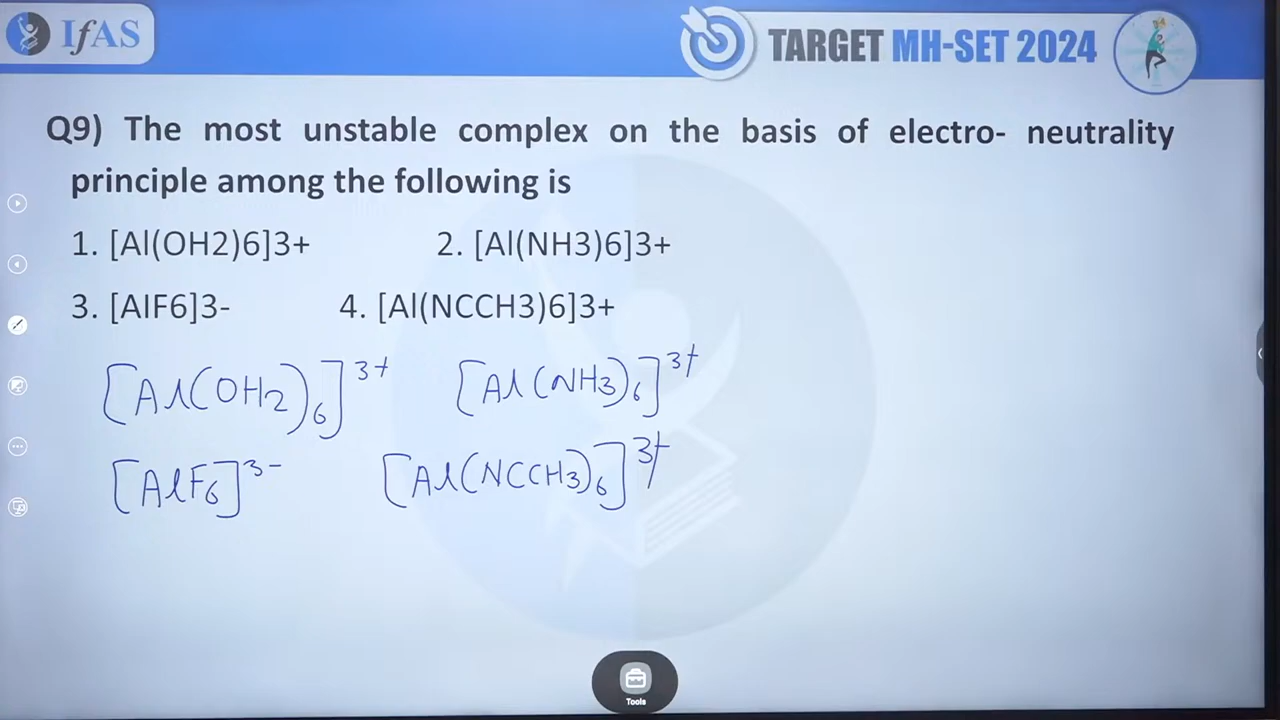 IfAS
TARGET MH-SET 2024
Q9) The most unstable complex on the basis of electro- neutrality
principle among the following is
1. [Al(OH2)6]3+ 2. [Al(NH3)6]3+
3. [AlF6]3- 4. [Al(NCCH3)6]3+
[Al(OH2)6]3+ [Al(NH3)6]3+
[AlF6]3- [Al(NCCH3)6]3+
Tools